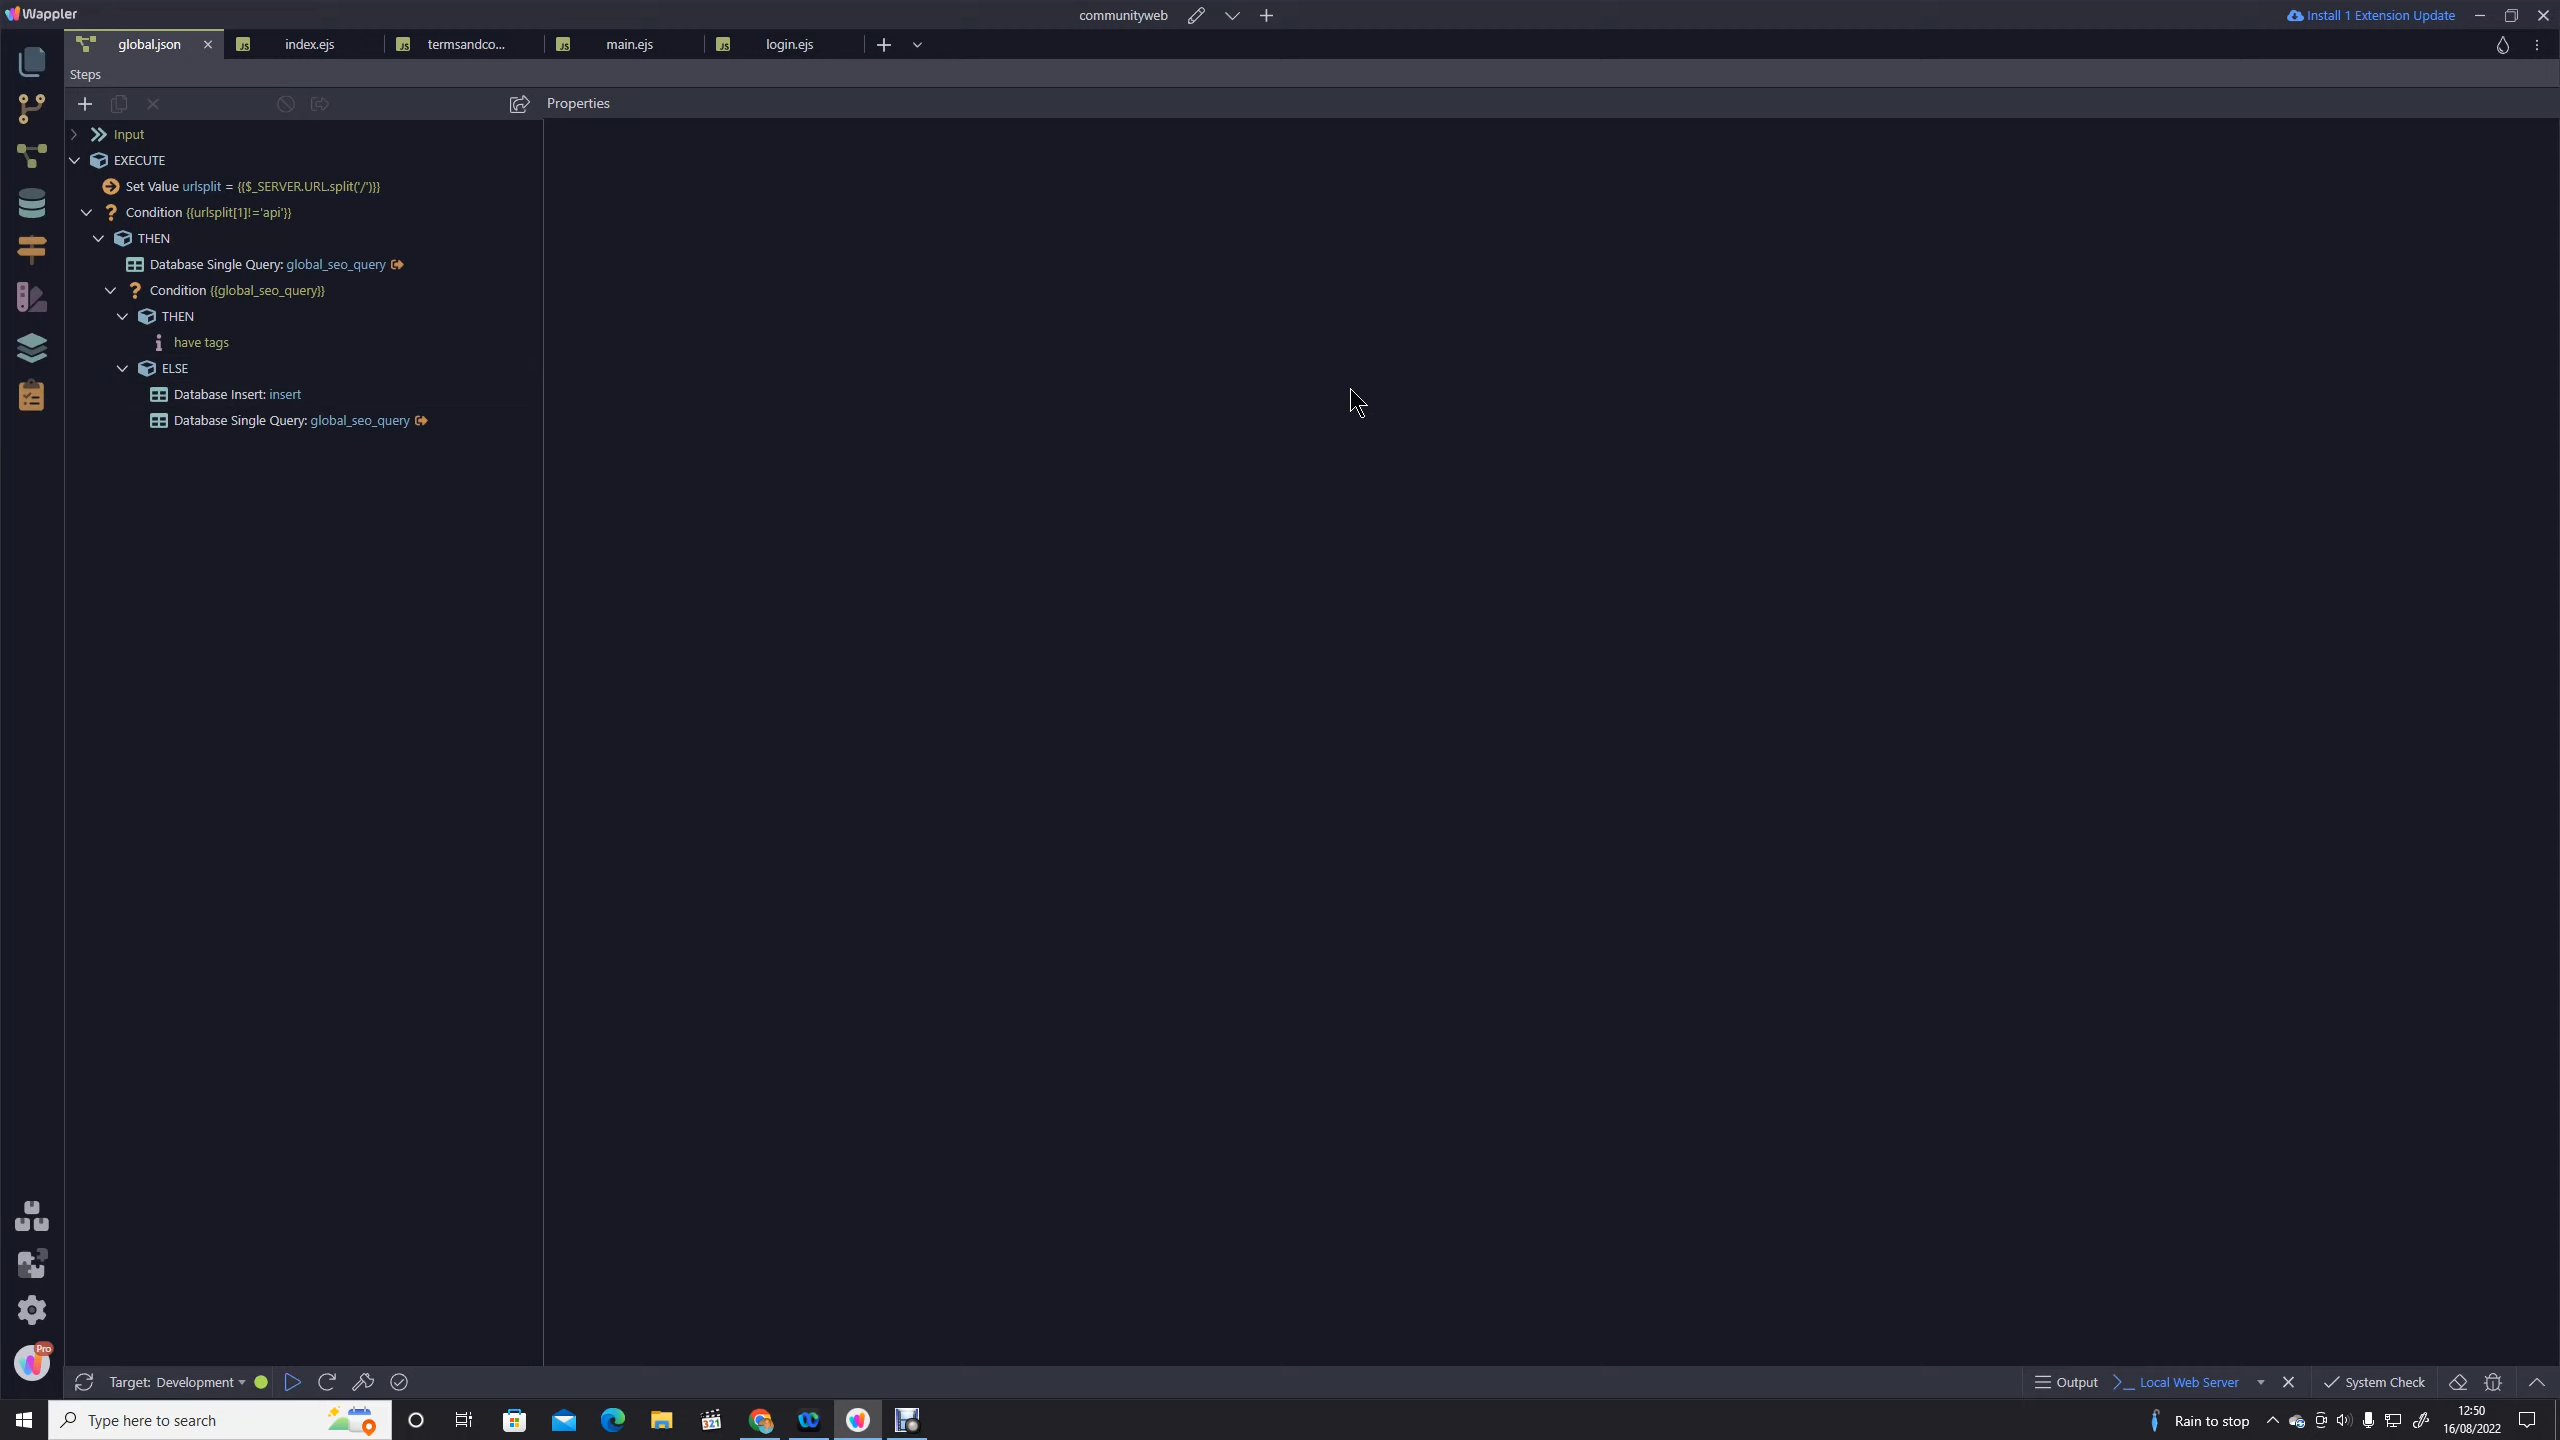 Wappler
communityweb
Install 1 Extension Update
global.json
index.ejs
termsandco...
main.ejs
login.ejs
Steps
Properties
Input
EXECUTE
Set Value urlsplit = {{$_SERVER.URL.split('/')}}
Condition {{urlsplit[1]!='api'}}
THEN
Database Single Query: global_seo_query
Condition {{global_seo_query}}
THEN
have tags
ELSE
Database Insert: insert
Database Single Query: global_seo_query
Pro
Target: Development
Output
Local Web Server
System Check
Type here to search
321
Rain to stop
12:50
16/08/2022